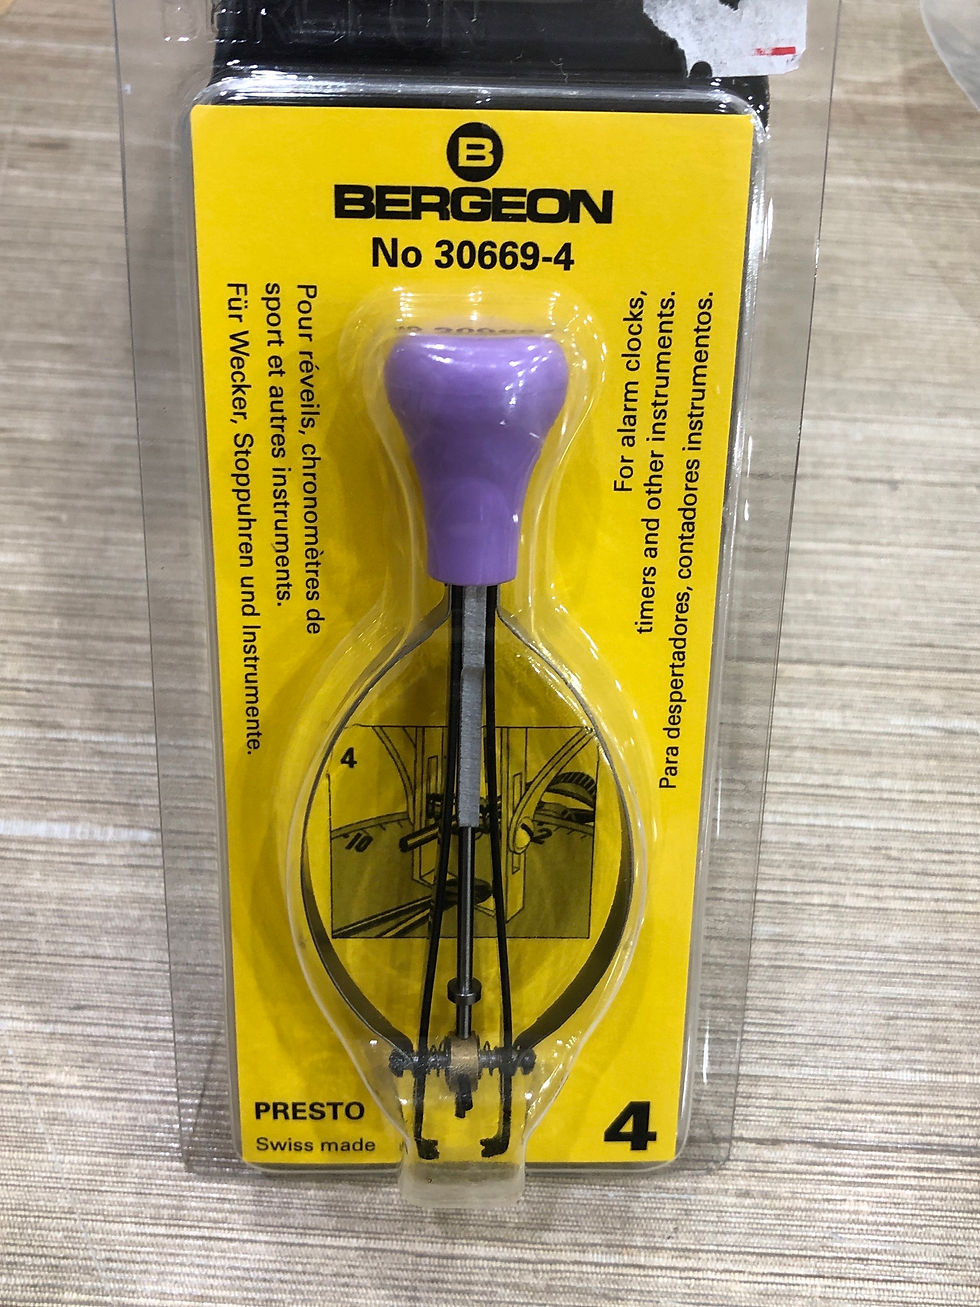 B
BERGEON
No 30669-4
Pour réveils, chronomètres de
sport et autres instruments.
Für Wecker, Stoppuhren und Instrumente.
For alarm clocks,
timers and other instruments.
Para despertadores, contadores instrumentos.
4
10
2
PRESTO
Swiss made
4